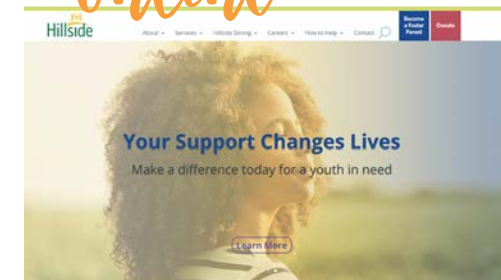 online
Hillside
About Services Hillside Strong Careers How to Help Contact
Become
a Foster
Parent
Donate
Your Support Changes Lives
Make a difference today for a youth in need
Learn More